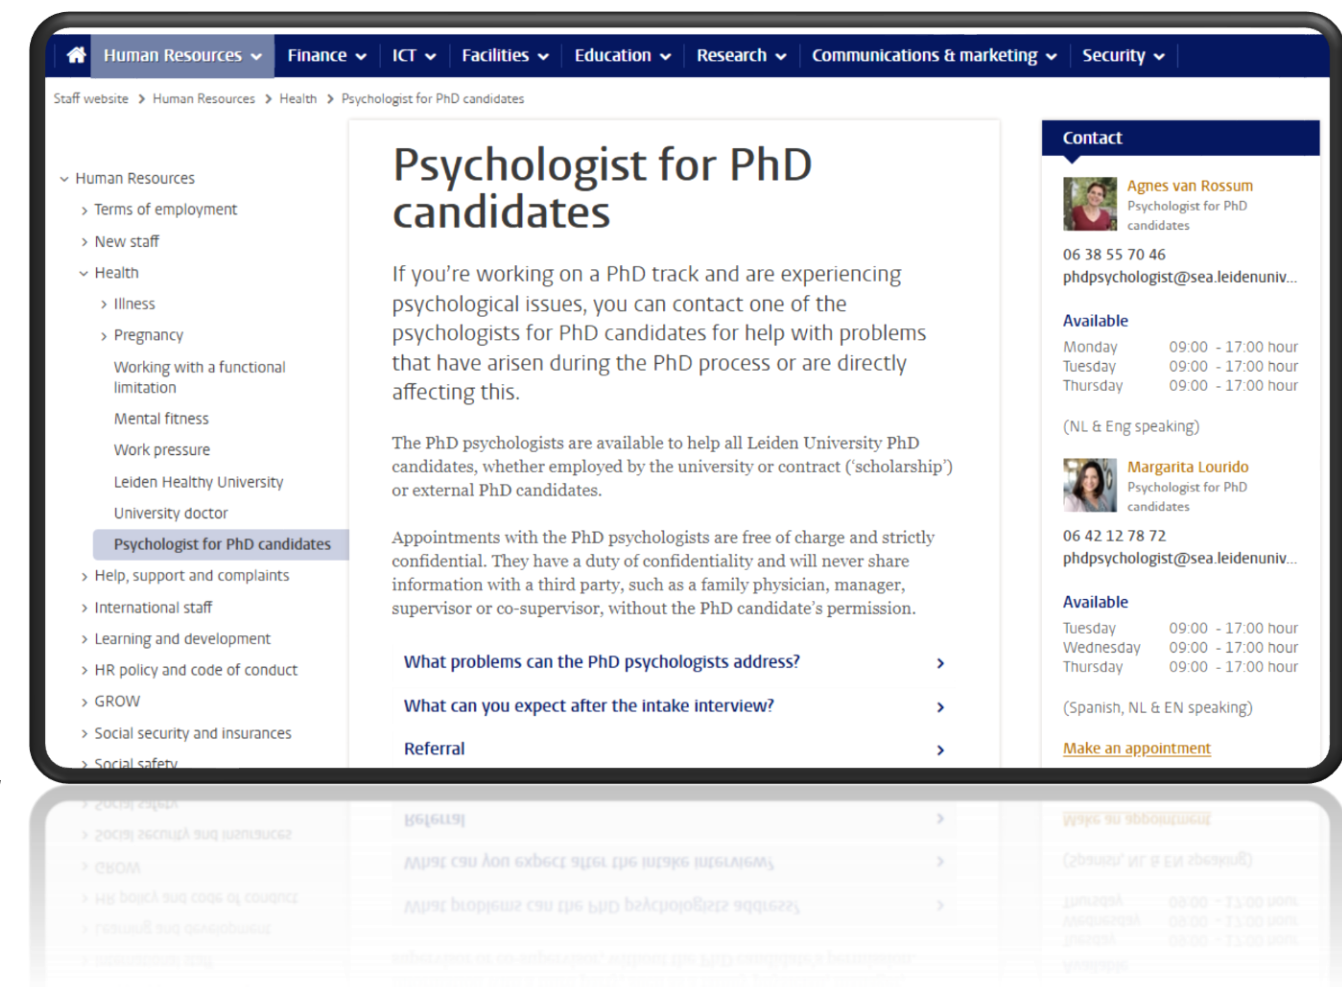 Human Resources
Finance
ICT
Facilities
Education
Research
Communications & marketing
Security
Staff website > Human Resources > Health > Psychologist for PhD candidates
Human Resources
Terms of employment
New staff
Health
Illness
Pregnancy
Working with a functional
limitation
Mental fitness
Work pressure
Leiden Healthy University
University doctor
Psychologist for PhD candidates
Help, support and complaints
International staff
Learning and development
HR policy and code of conduct
GROW
Social security and insurances
Social safety
Psychologist for PhD
candidates
If you're working on a PhD track and are experiencing
psychological issues, you can contact one of the
psychologists for PhD candidates for help with problems
that have arisen during the PhD process or are directly
affecting this.
The PhD psychologists are available to help all Leiden University PhD
candidates, whether employed by the university or contract ('scholarship')
or external PhD candidates.
Appointments with the PhD psychologists are free of charge and strictly
confidential. They have a duty of confidentiality and will never share
information with a third party, such as a family physician, manager,
supervisor or co-supervisor, without the PhD candidate's permission.
What problems can the PhD psychologists address?
What can you expect after the intake interview?
Referral
Contact
Agnes van Rossum
Psychologist for PhD
candidates
06 38 55 70 46
phdpsychologist@sea.leidenuniv...
Available
Monday 09:00 - 17:00 hour
Tuesday 09:00 - 17:00 hour
Thursday 09:00 - 17:00 hour
(NL & Eng speaking)
Margarita Lourido
Psychologist for PhD
candidates
06 42 12 78 72
phdpsychologist@sea.leidenuniv...
Available
Tuesday 09:00 - 17:00 hour
Wednesday 09:00 - 17:00 hour
Thursday 09:00 - 17:00 hour
(Spanish, NL & EN speaking)
Make an appointment